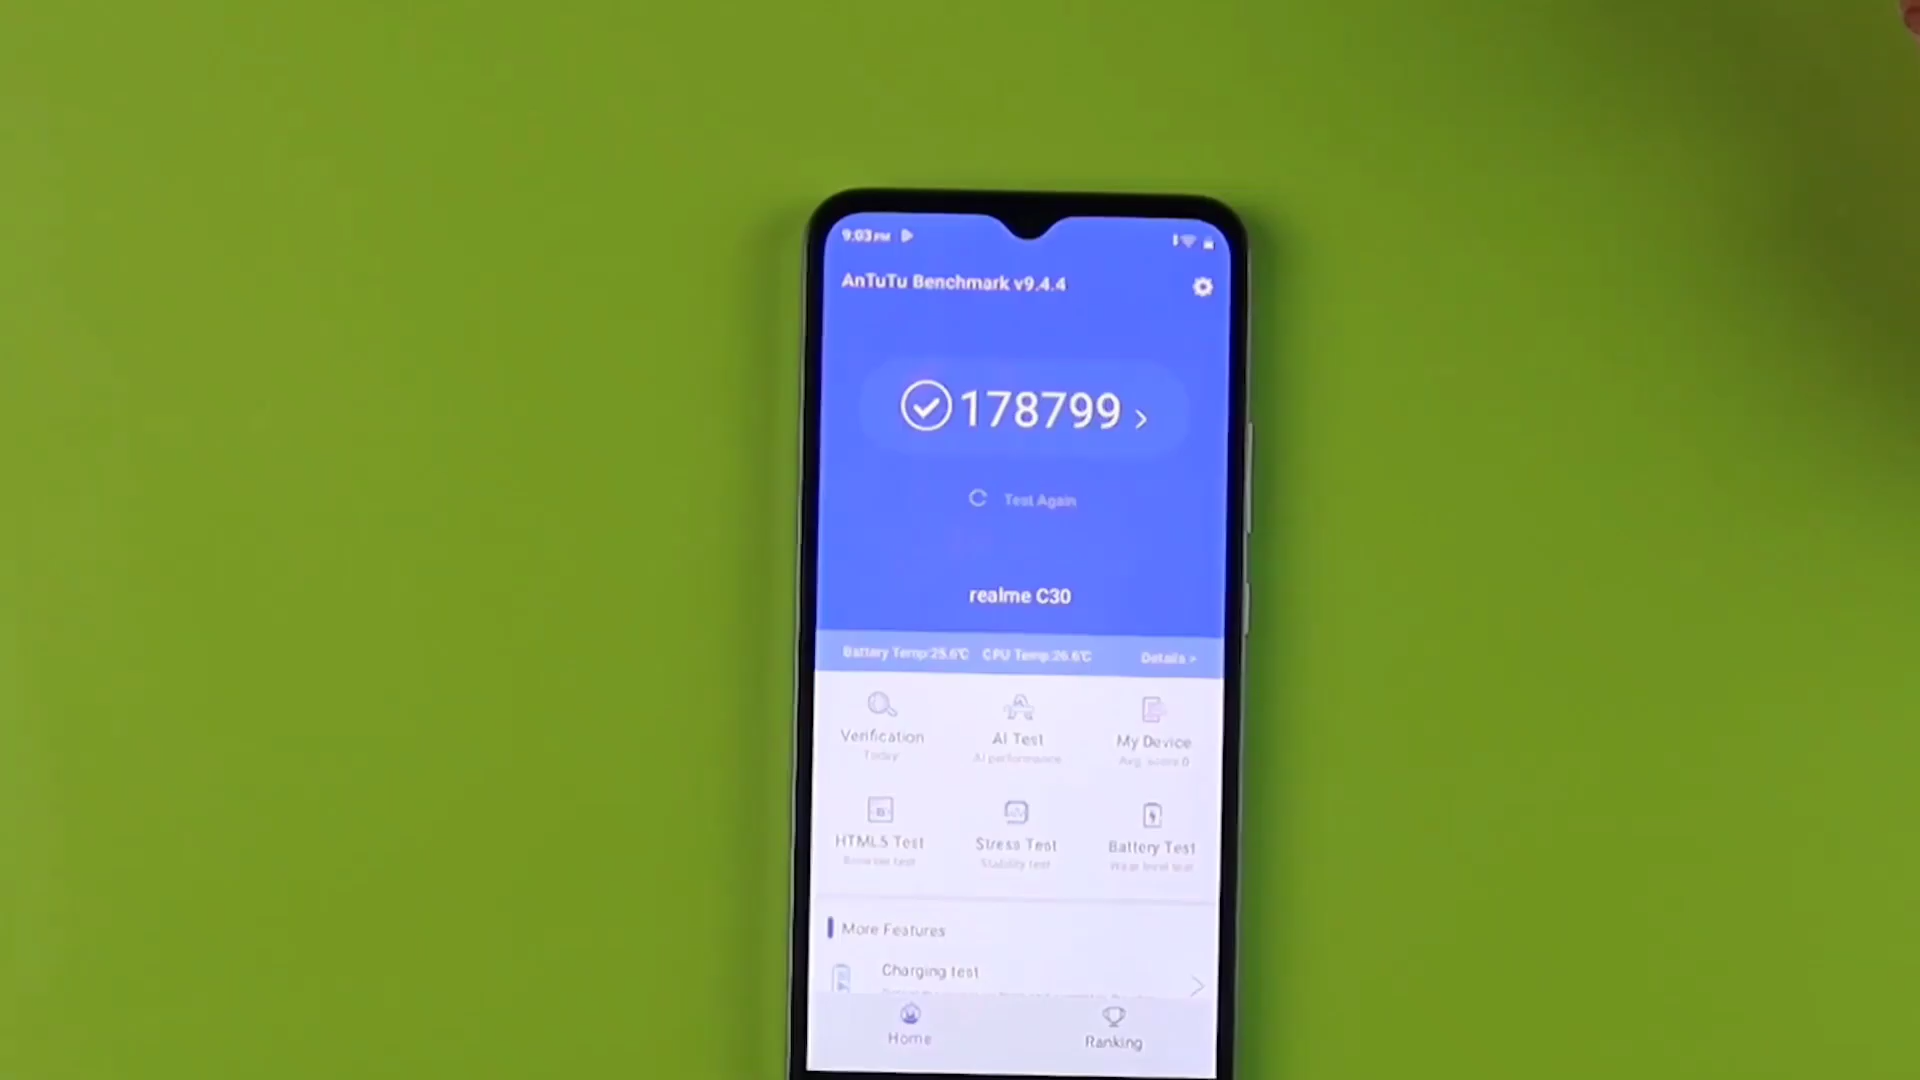 9:03 PM
AnTuTu Benchmark v9.4.4
178799 >
Test Again
realme C30
Battery Temp:25.6℃ CPU Temp:26.6℃ Details >
Verification AI Test My Device
Today AI performance Avg. score 0
HTML5 Test Stress Test Battery Test
Browser test Stability test Wear level test
More Features
Charging test
Home Ranking